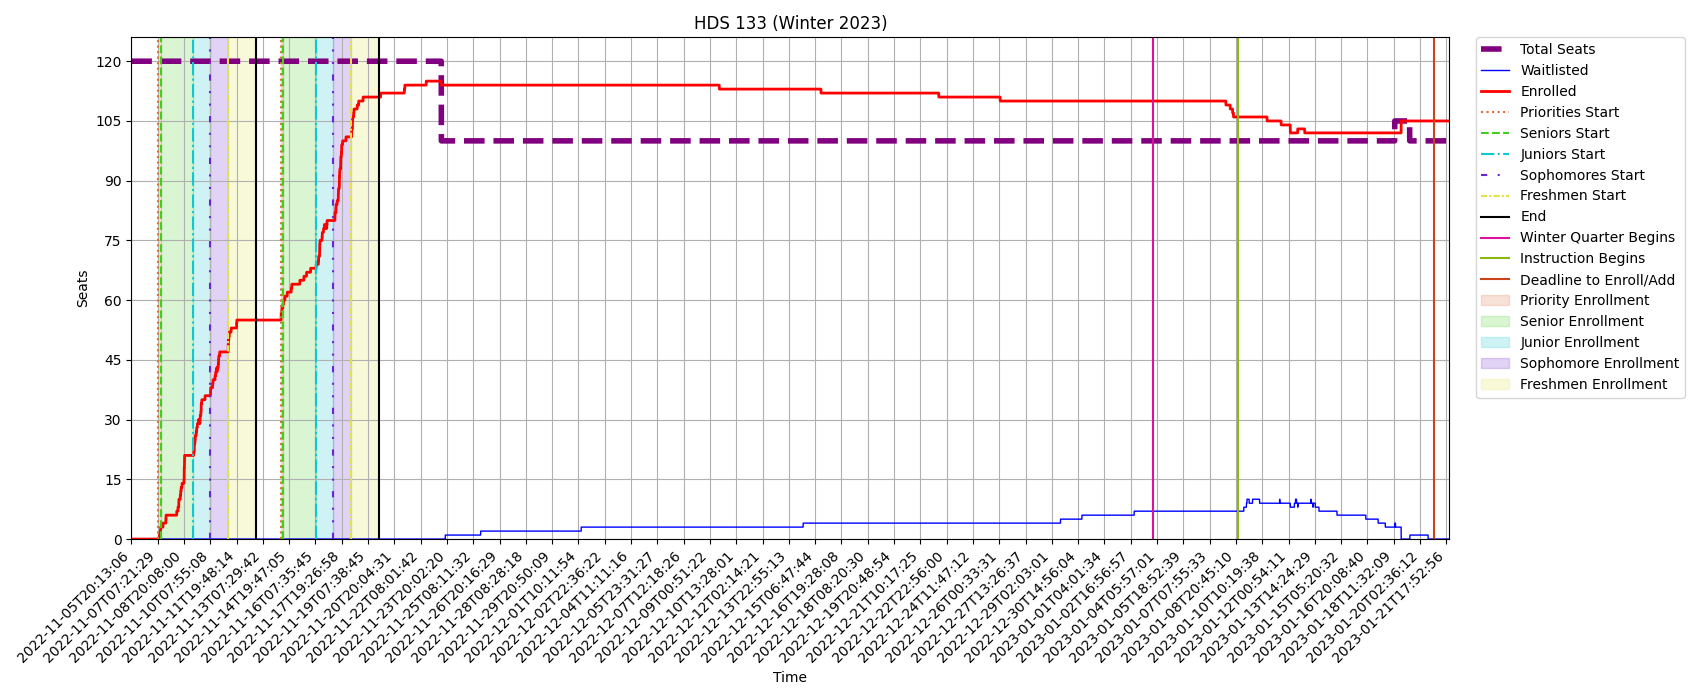 HDS 133 (Winter 2023)
Seats
120
105
90
75
60
45
30
15
0
2022-11-05T20:13:06
2022-11-07T07:21:29
2022-11-08T20:08:00
2022-11-10T07:55:08
2022-11-11T19:48:14
2022-11-13T07:29:42
2022-11-14T19:47:05
2022-11-16T07:35:45
2022-11-17T19:26:58
2022-11-19T07:38:45
2022-11-20T20:04:31
2022-11-22T08:01:42
2022-11-23T20:02:20
2022-11-25T08:11:32
2022-11-26T20:16:29
2022-11-28T08:28:18
2022-11-29T20:50:09
2022-12-01T10:11:54
2022-12-02T22:36:22
2022-12-04T11:11:16
2022-12-05T23:31:27
2022-12-07T12:18:26
2022-12-09T00:51:22
2022-12-10T13:28:01
2022-12-12T02:14:21
2022-12-13T22:55:13
2022-12-15T06:47:44
2022-12-16T19:28:08
2022-12-18T08:20:30
2022-12-19T20:48:54
2022-12-21T10:17:25
2022-12-22T22:56:00
2022-12-24T11:47:12
2022-12-26T00:33:31
2022-12-27T13:26:37
2022-12-29T02:03:01
2022-12-30T14:56:04
2023-01-01T04:01:34
2023-01-02T16:56:57
2023-01-04T05:57:01
2023-01-05T18:52:39
2023-01-07T07:55:33
2023-01-08T20:45:10
2023-01-10T10:19:38
2023-01-12T00:54:11
2023-01-13T14:24:29
2023-01-15T05:20:32
2023-01-16T20:08:40
2023-01-18T11:32:09
2023-01-20T02:36:12
2023-01-21T17:52:56
Time
Total Seats
Waitlisted
Enrolled
Priorities Start
Seniors Start
Juniors Start
Sophomores Start
Freshmen Start
End
Winter Quarter Begins
Instruction Begins
Deadline to Enroll/Add
Priority Enrollment
Senior Enrollment
Junior Enrollment
Sophomore Enrollment
Freshmen Enrollment